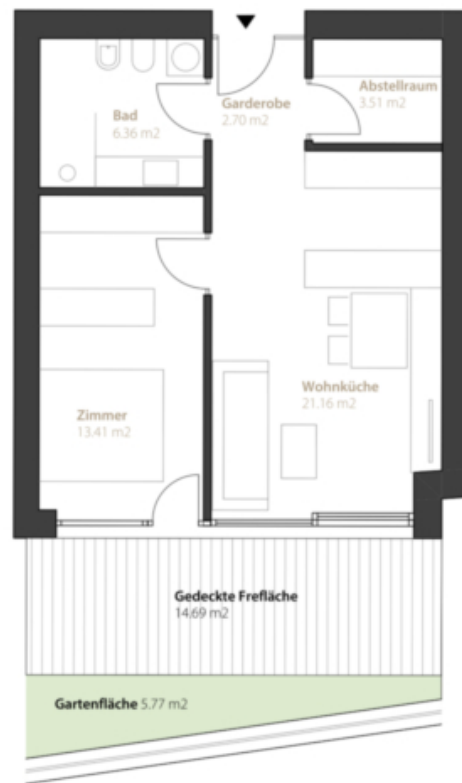 Abstellraum
3.51 m2
Garderobe
2.70 m2
Bad
6.36 m2
Wohnküche
21.16 m2
Zimmer
13.41 m2
Gedeckte Frefläche
14.69 m2
Gartenfläche 5.77 m2